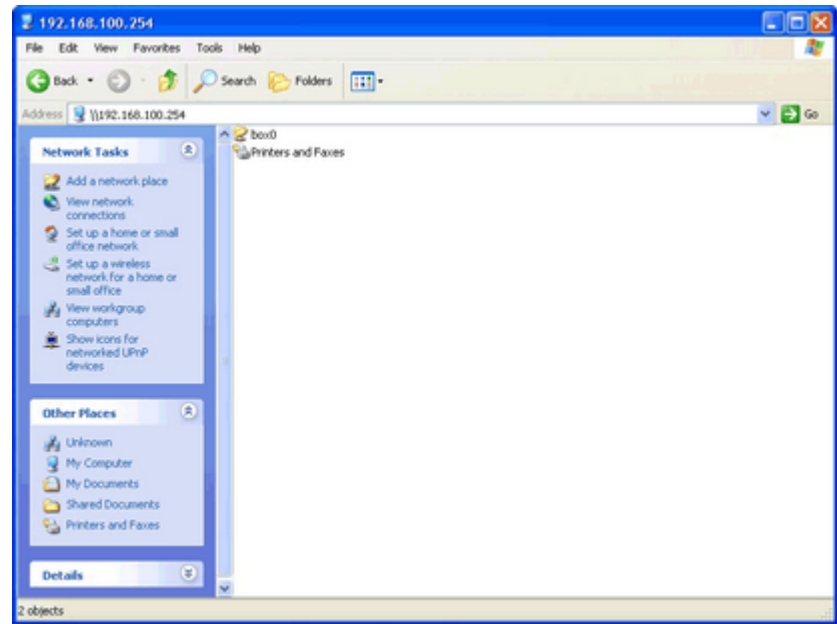 192.168.100.254
File Edit View Favorites Tools Help
Back Search Folders
Address \\192.168.100.254 Go
Network Tasks
Add a network place
View network
connections
Set up a home or small
office network
Set up a wireless
network for a home or
small office
View workgroup
computers
Show icons for
networked UPnP
devices
Other Places
Unknown
My Computer
My Documents
Shared Documents
Printers and Faxes
Details
box0
Printers and Faxes
2 objects